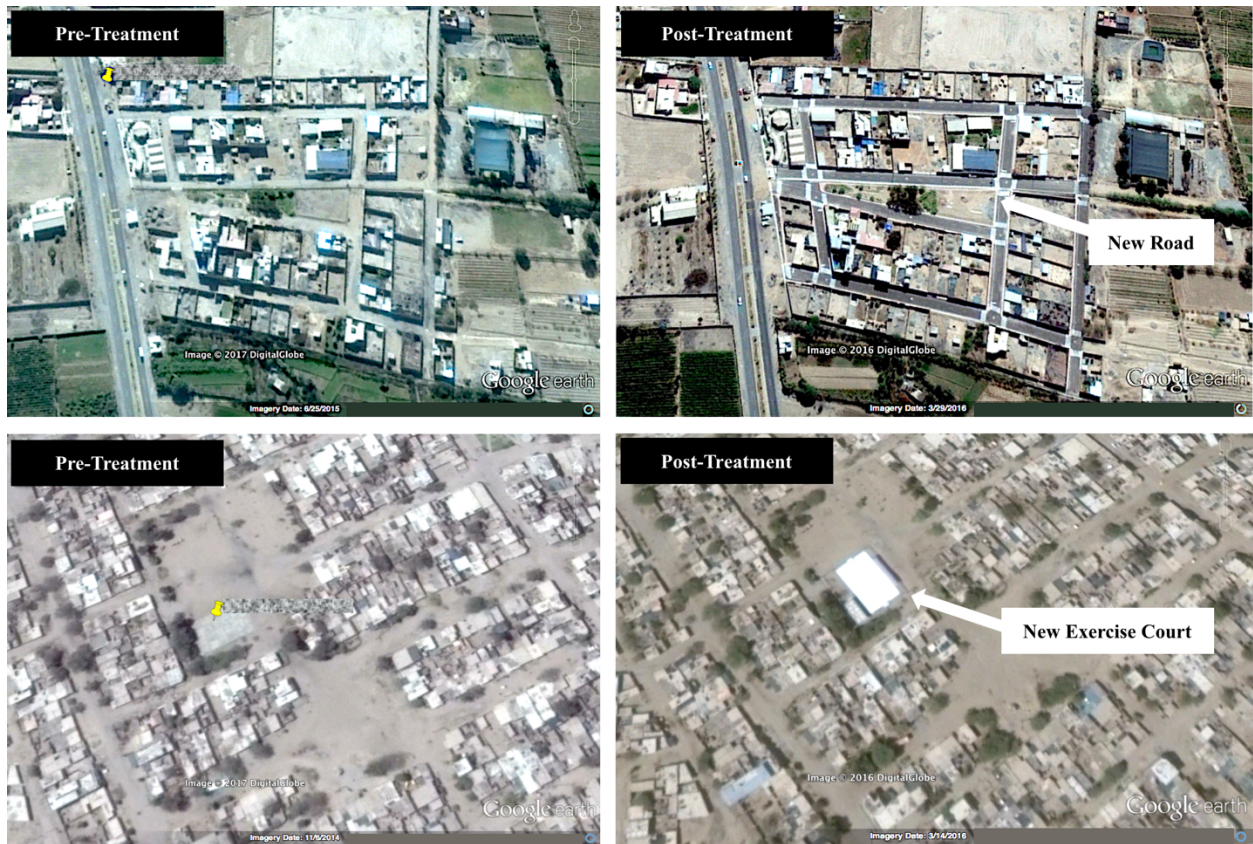 Pre-Treatment
Image © 2017 DigitalGlobe
Google earth
Imagery Date: 6/25/2015
Post-Treatment
New Road
Image © 2016 DigitalGlobe
Google earth
Imagery Date: 3/29/2016
Pre-Treatment
Image © 2017 DigitalGlobe
Google earth
Imagery Date: 11/6/2014
Post-Treatment
New Exercise Court
Image © 2016 DigitalGlobe
Google earth
Imagery Date: 3/14/2016